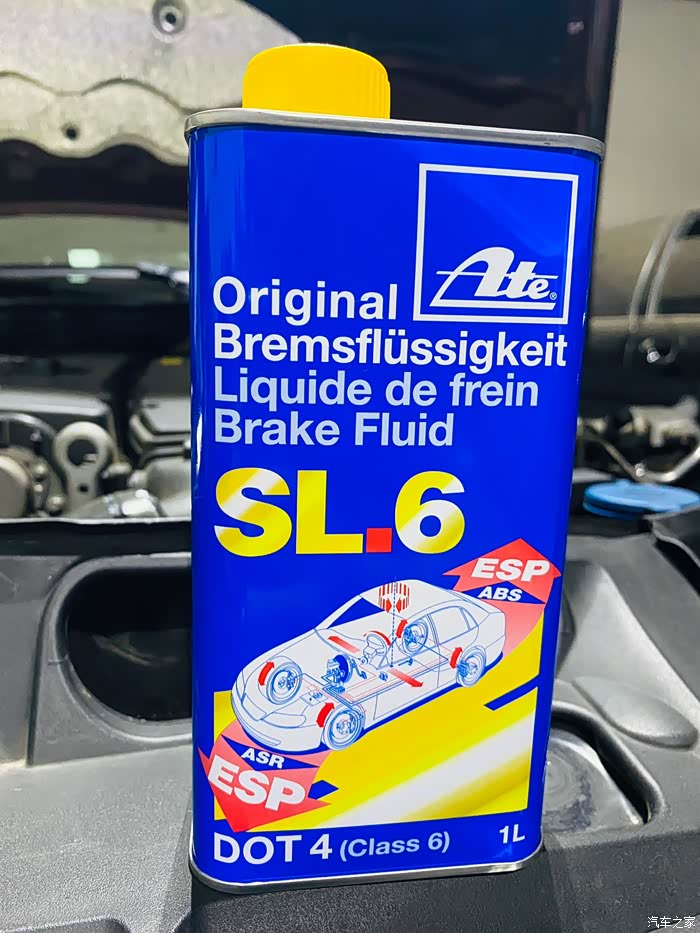 Ate®
Original
Bremsflüssigkeit
Liquide de frein
Brake Fluid
SL.6
ESP
ABS
ASR
ESP
DOT 4 (Class 6)
1L
汽车之家